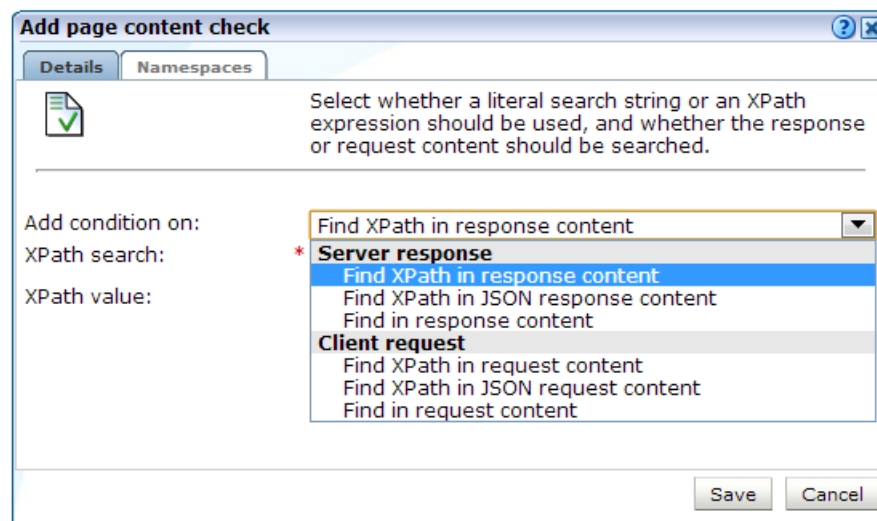 Add page content check
Details
Namespaces
Select whether a literal search string or an XPath
expression should be used, and whether the response
or request content should be searched.
Add condition on:
Find XPath in response content
XPath search:
*
XPath value:
Server response
Find XPath in response content
Find XPath in JSON response content
Find in response content
Client request
Find XPath in request content
Find XPath in JSON request content
Find in request content
Save
Cancel